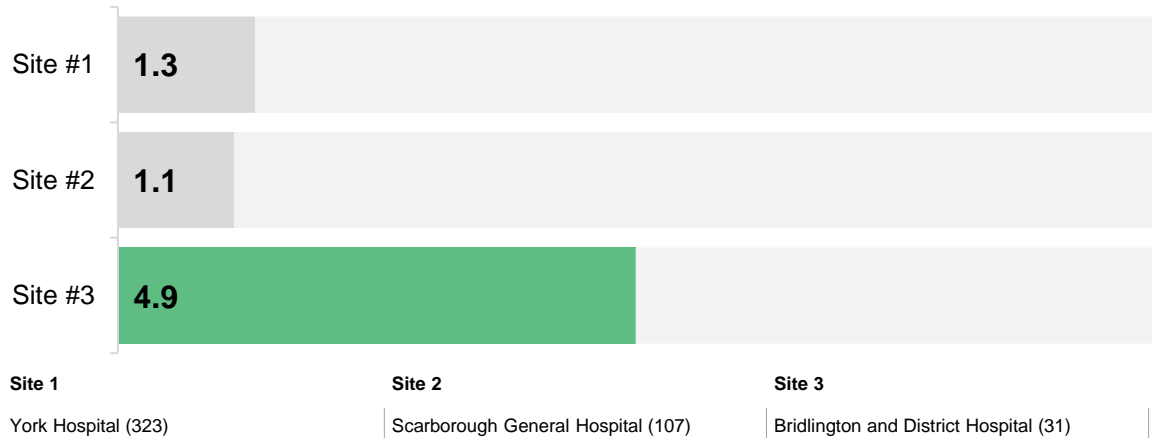 Site #1 1.3
Site #2 1.1
Site #3 4.9
Site 1 Site 2 Site 3
York Hospital (323) Scarborough General Hospital (107) Bridlington and District Hospital (31)